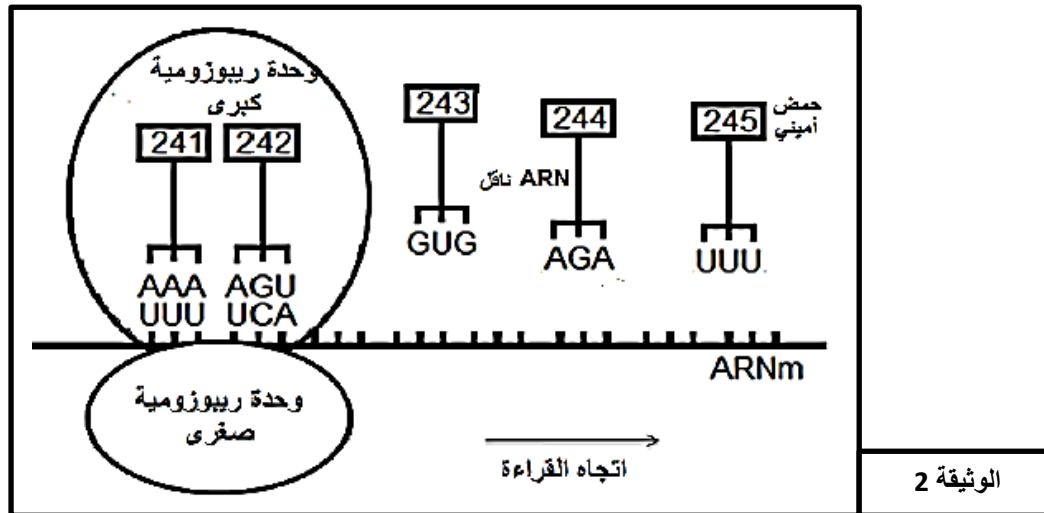 وحدة ريبوزومية
كبرى
241 242 243 244 245
حمض
أميني
ARN ناقل
AAA AGU GUG AGA UUU
UUU UCA
ARNm
وحدة ريبوزومية
صغرى
اتجاه القراءة
الوثيقة 2